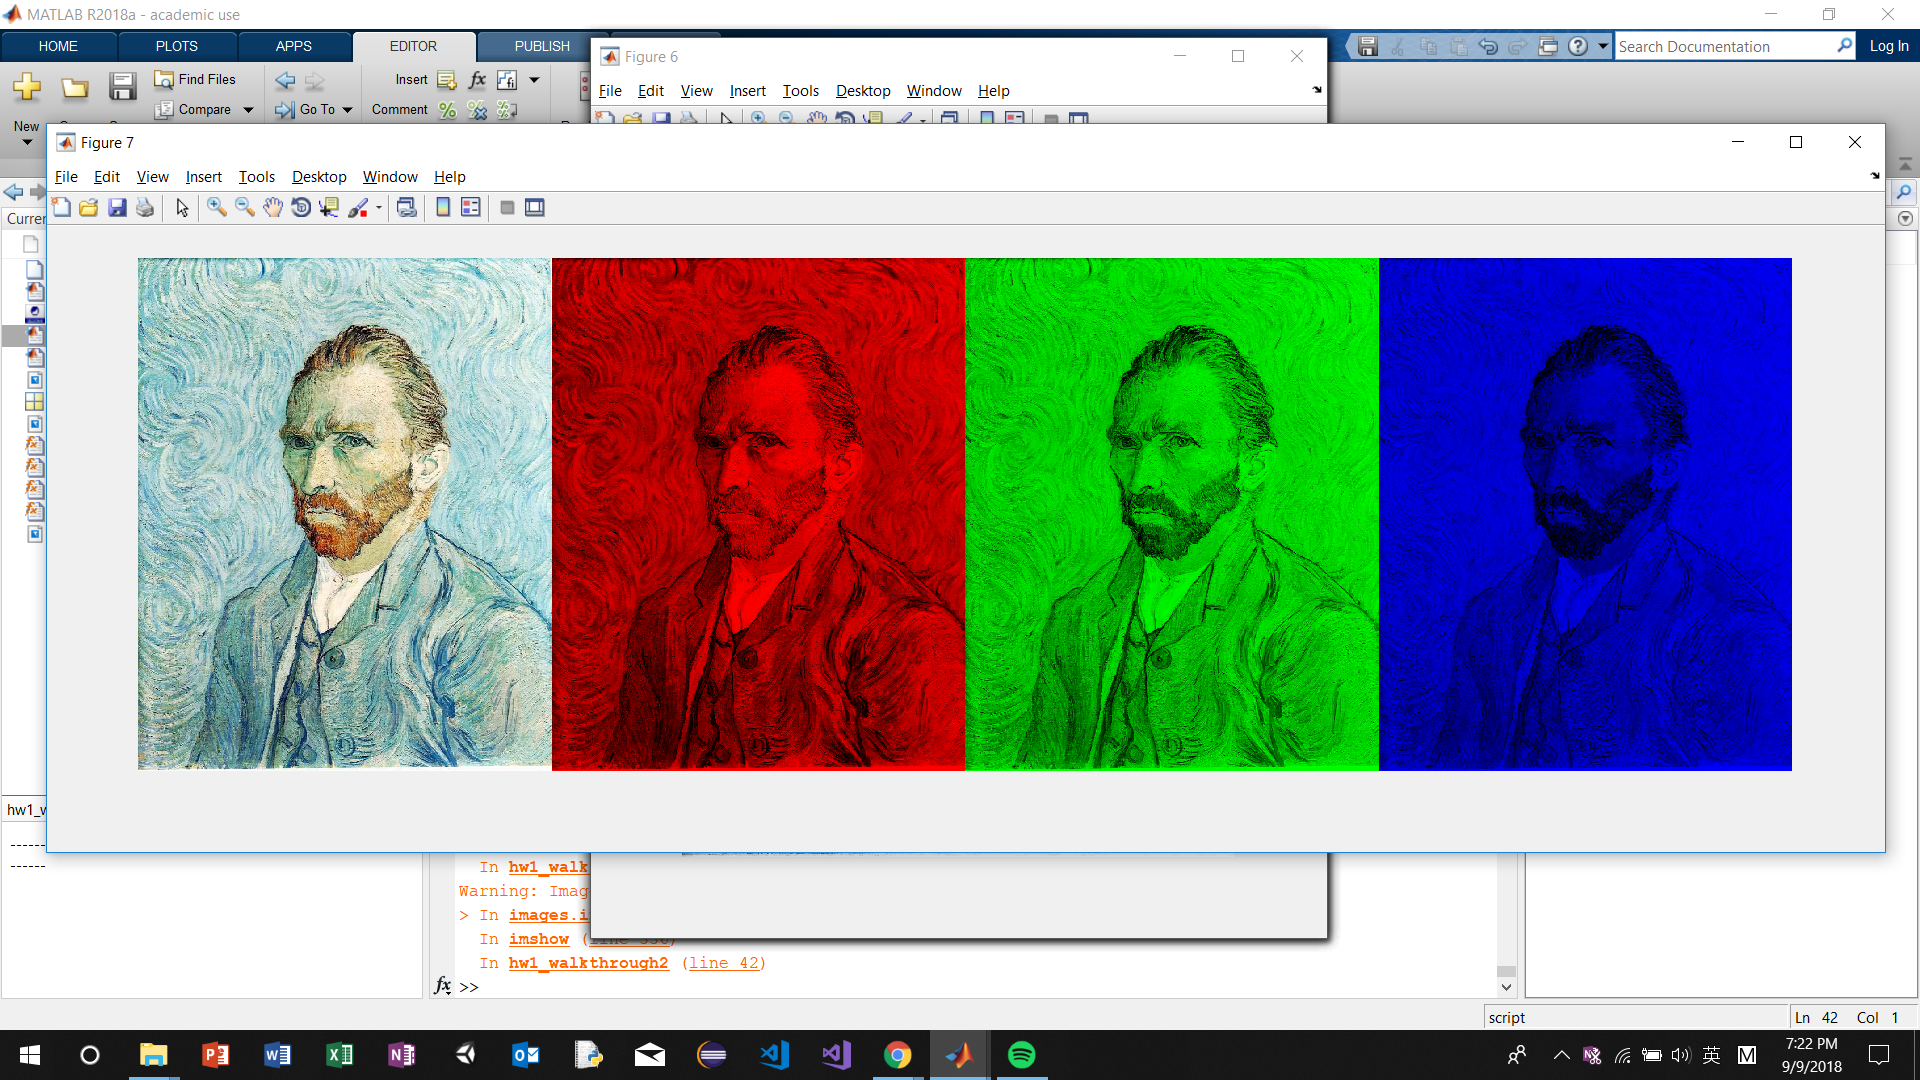 MATLAB R2018a - academic use
HOME PLOTS APPS EDITOR PUBLISH
Search Documentation
Log In
Figure 6
File Edit View Insert Tools Desktop Window Help
Find Files
Insert
Compare
Go To
Comment
New
Figure 7
File Edit View Insert Tools Desktop Window Help
Curre
hw1_w
------
------
In hw1_walk
Warning: Imag
> In images.i
In imshow (line
In hw1_walkthrough2 (line 42)
fx >>
script
Ln 42 Col 1
英
M
7:22 PM
9/9/2018